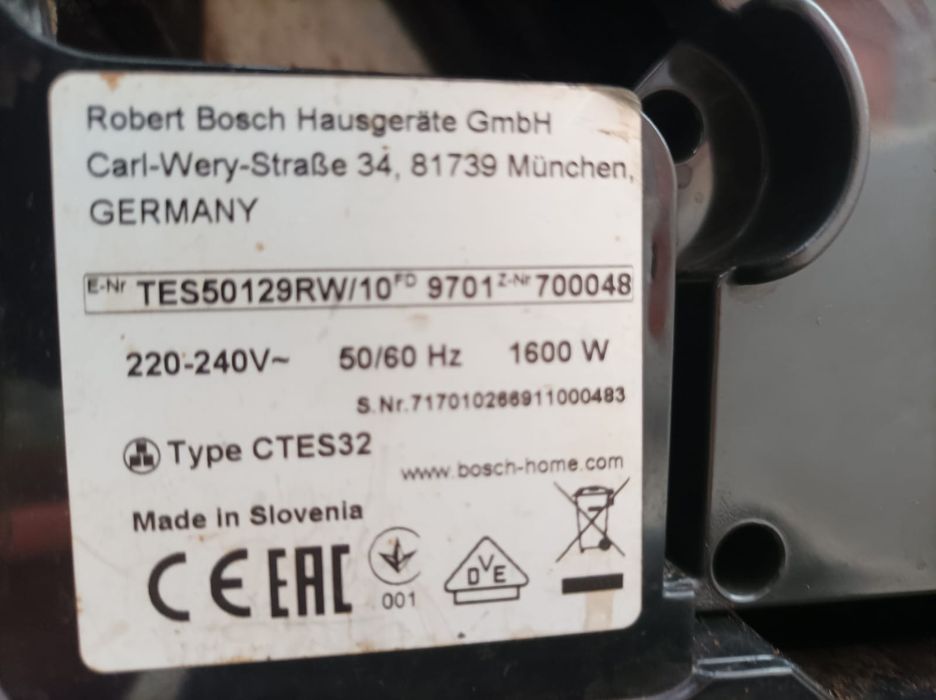 Robert Bosch Hausgeräte GmbH
Carl-Wery-Straße 34, 81739 München,
GERMANY
E-Nr TES50129RW/10 FD 9701 Z-Nr 700048
220-240V~ 50/60 Hz 1600 W
S.Nr.717010266911000483
Type CTES32
www.bosch-home.com
Made in Slovenia
CE EAC 001 DVE